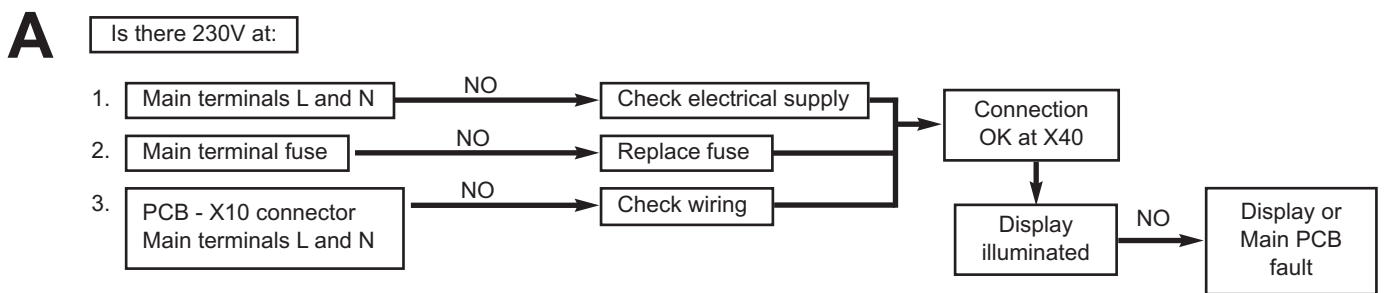 A
Is there 230V at:
1. Main terminals L and N
NO
Check electrical supply
2. Main terminal fuse
NO
Replace fuse
3. PCB - X10 connector
Main terminals L and N
NO
Check wiring
Connection
OK at X40
Display
illuminated
NO
Display or
Main PCB
fault